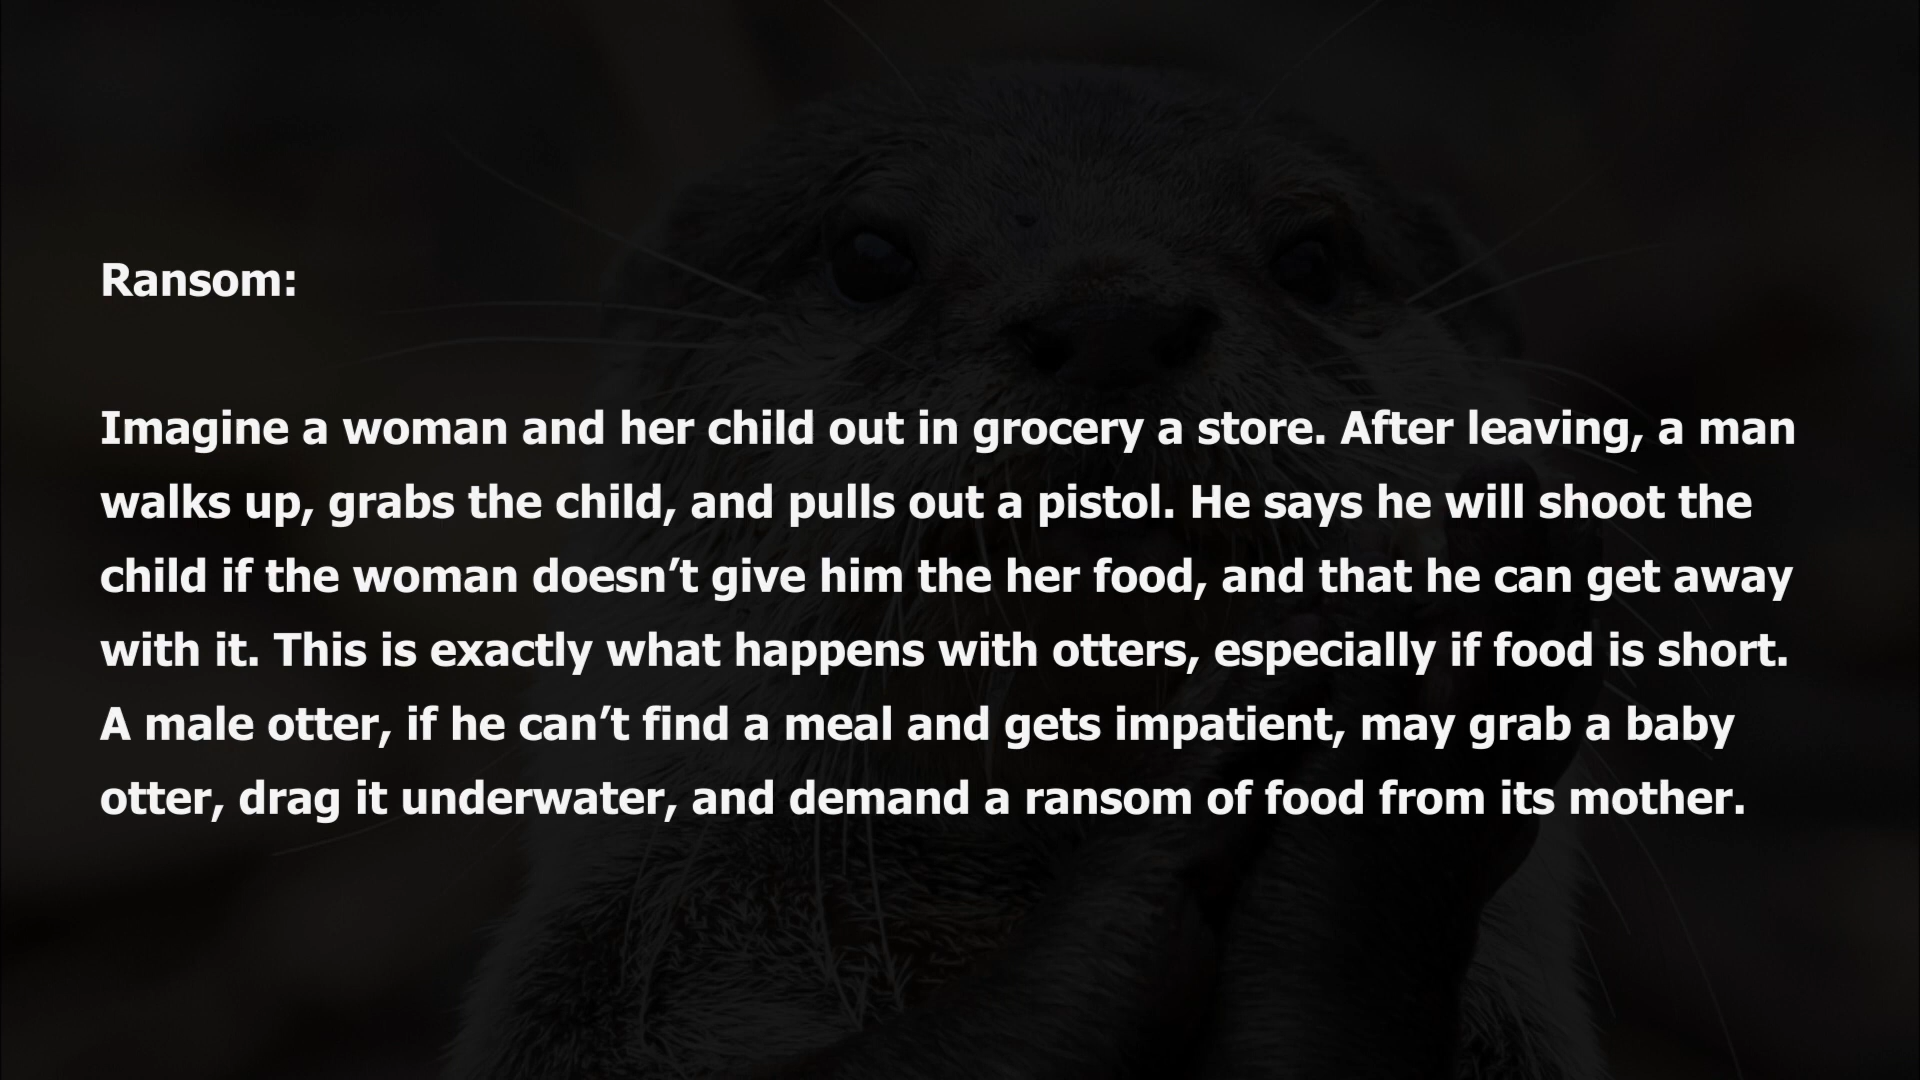 Ransom:
Imagine a woman and her child out in grocery a store. After leaving, a man
walks up, grabs the child, and pulls out a pistol. He says he will shoot the
child if the woman doesn’t give him the her food, and that he can get away
with it. This is exactly what happens with otters, especially if food is short.
A male otter, if he can’t find a meal and gets impatient, may grab a baby
otter, drag it underwater, and demand a ransom of food from its mother.